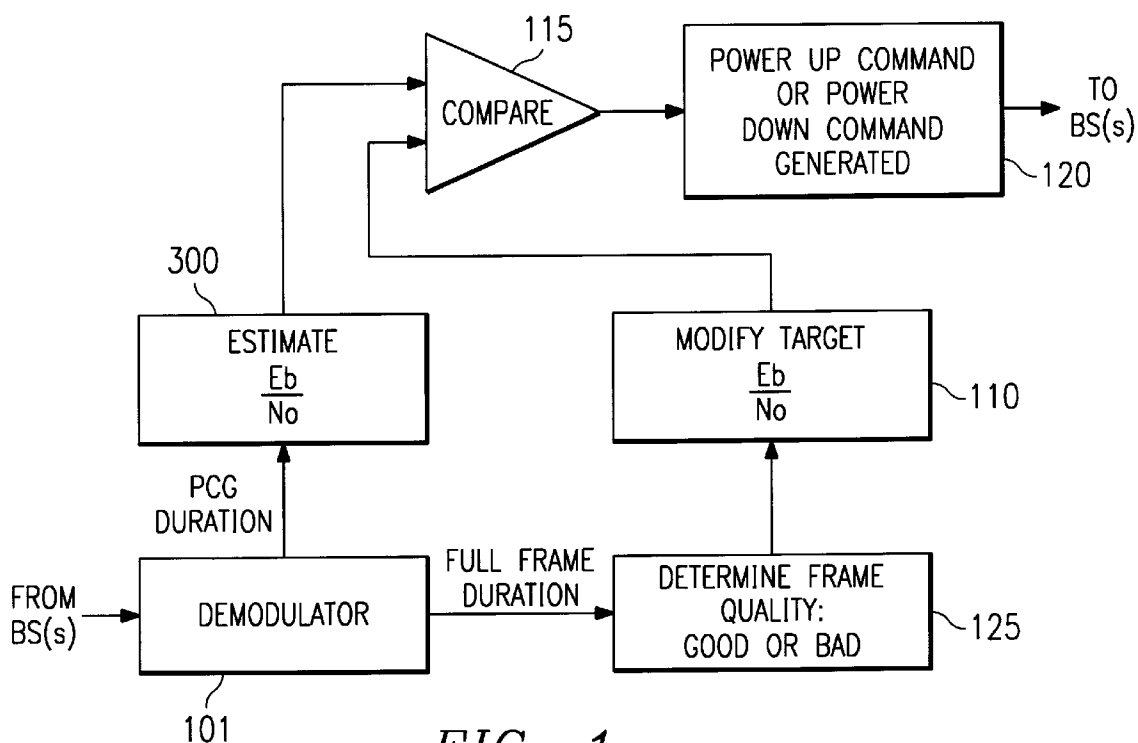 115
COMPARE
POWER UP COMMAND
OR POWER
DOWN COMMAND
GENERATED
TO
BS(s)
120
300
ESTIMATE
Eb
No
MODIFY TARGET
Eb
No
110
PCG
DURATION
FROM
BS(s)
DEMODULATOR
101
FULL FRAME
DURATION
DETERMINE FRAME
QUALITY:
GOOD OR BAD
125
FIG. 1